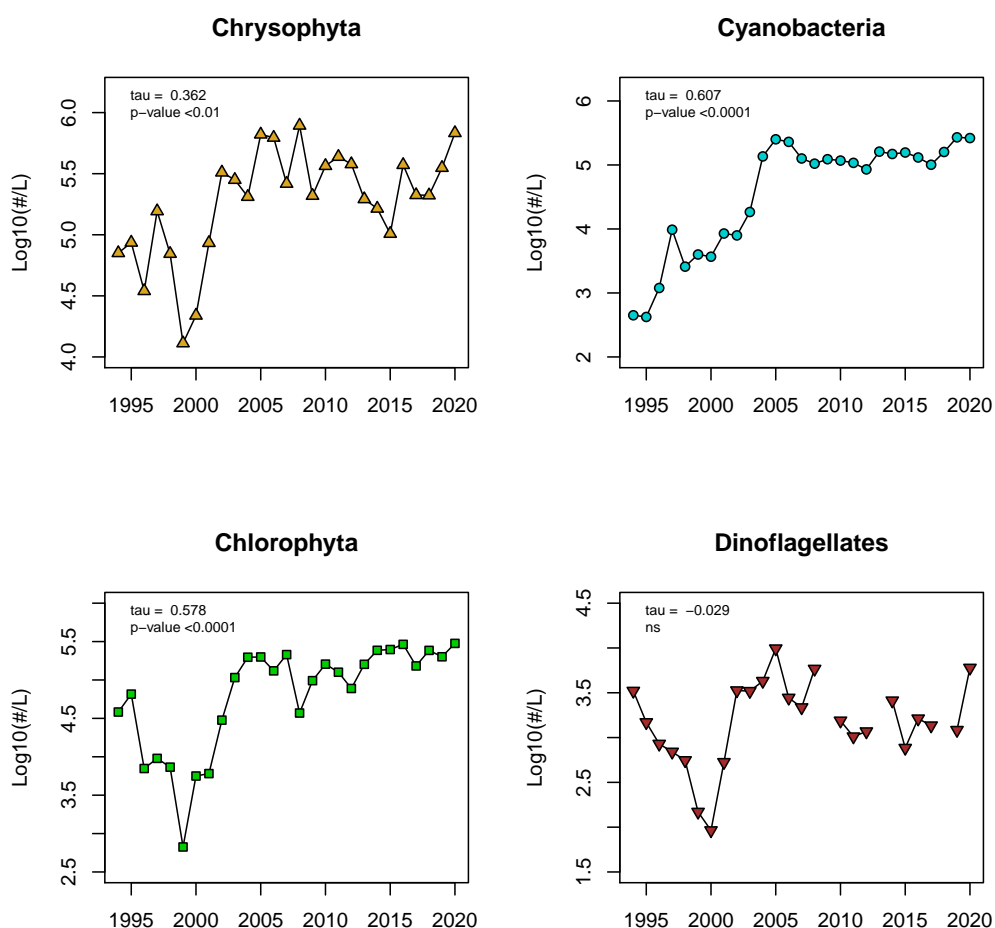 Chrysophyta
tau = 0.362
p−value <0.01
Log10(#/L)
6.0
5.5
5.0
4.5
4.0
1995 2000 2005 2010 2015 2020
Cyanobacteria
tau = 0.607
p−value <0.0001
Log10(#/L)
6
5
4
3
2
1995 2000 2005 2010 2015 2020
Chlorophyta
tau = 0.578
p−value <0.0001
Log10(#/L)
5.5
4.5
3.5
2.5
1995 2000 2005 2010 2015 2020
Dinoflagellates
tau = −0.029
ns
Log10(#/L)
4.5
3.5
2.5
1.5
1995 2000 2005 2010 2015 2020